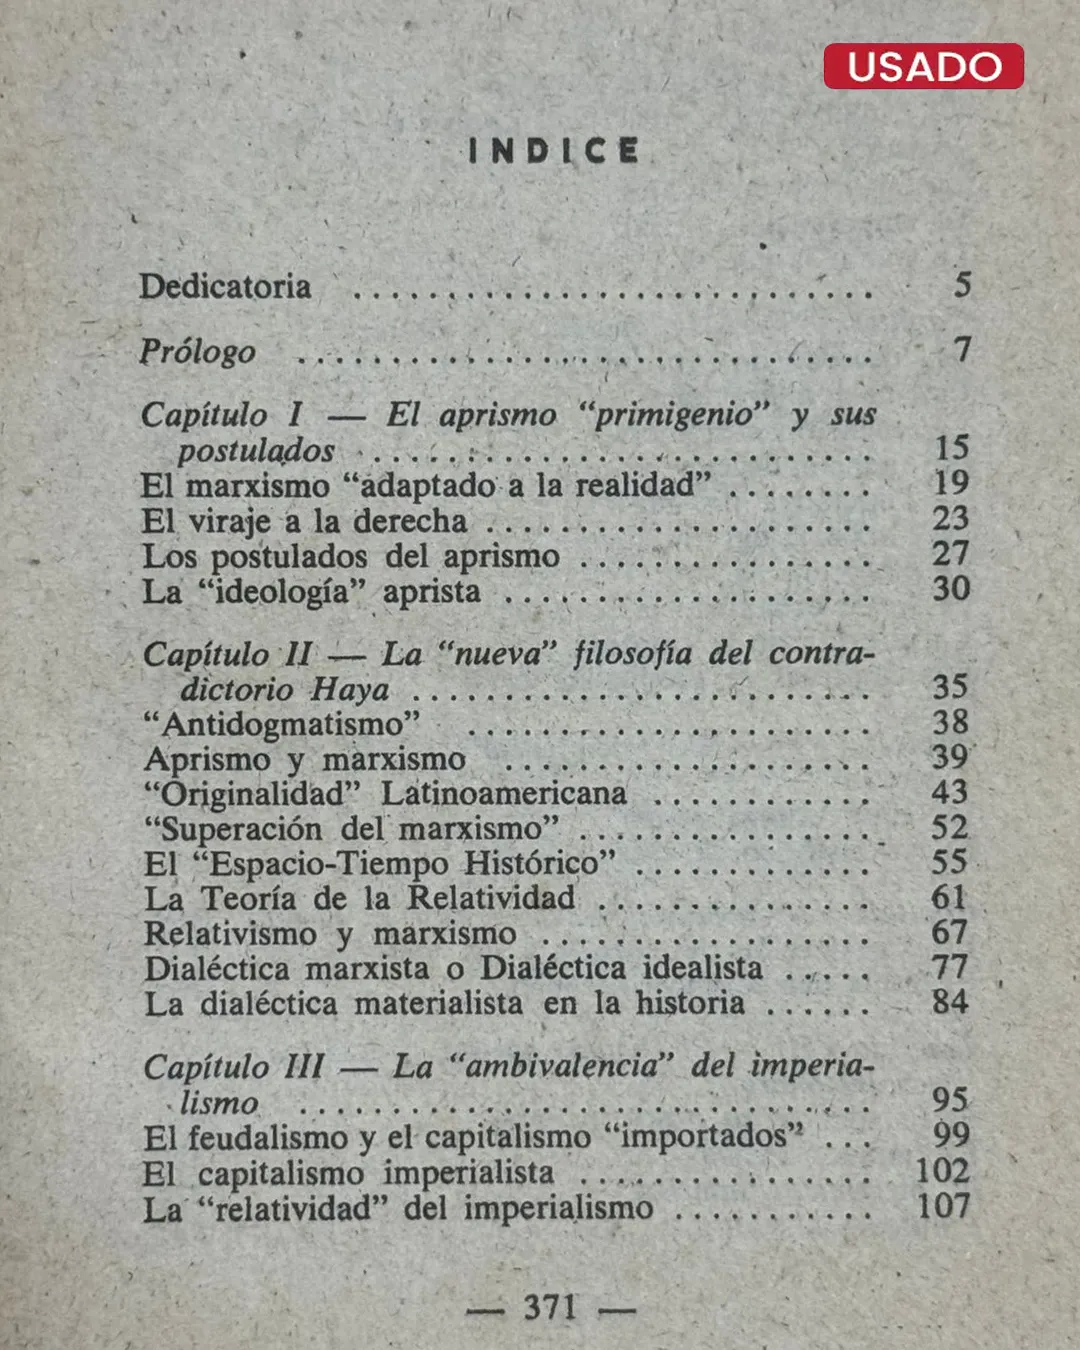 USADO
INDICE
Dedicatoria ............................ 5
Prólogo ............................... 7
Capítulo I — El aprismo “primigenio” y sus
postulados ........................... 15
El marxismo “adaptado a la realidad” ........ 19
El viraje a la derecha ..................... 23
Los postulados del aprismo ................ 27
La “ideología” aprista .................... 30
Capítulo II — La “nueva” filosofía del contra-
dictorio Haya ......................... 35
“Antidogmatismo” ...................... 38
Aprismo y marxismo .................... 39
“Originalidad” Latinoamericana ............ 43
“Superación del marxismo” ................ 52
El “Espacio-Tiempo Histórico” ............. 55
La Teoría de la Relatividad ............... 61
Relativismo y marxismo .................. 67
Dialéctica marxista o Dialéctica idealista ..... 77
La dialéctica materialista en la historia ...... 84
Capítulo III — La “ambivalencia” del imperia-
lismo ............................... 95
El feudalismo y el capitalismo “importados” ... 99
El capitalismo imperialista ................ 102
La “relatividad” del imperialismo ........... 107
— 371 —